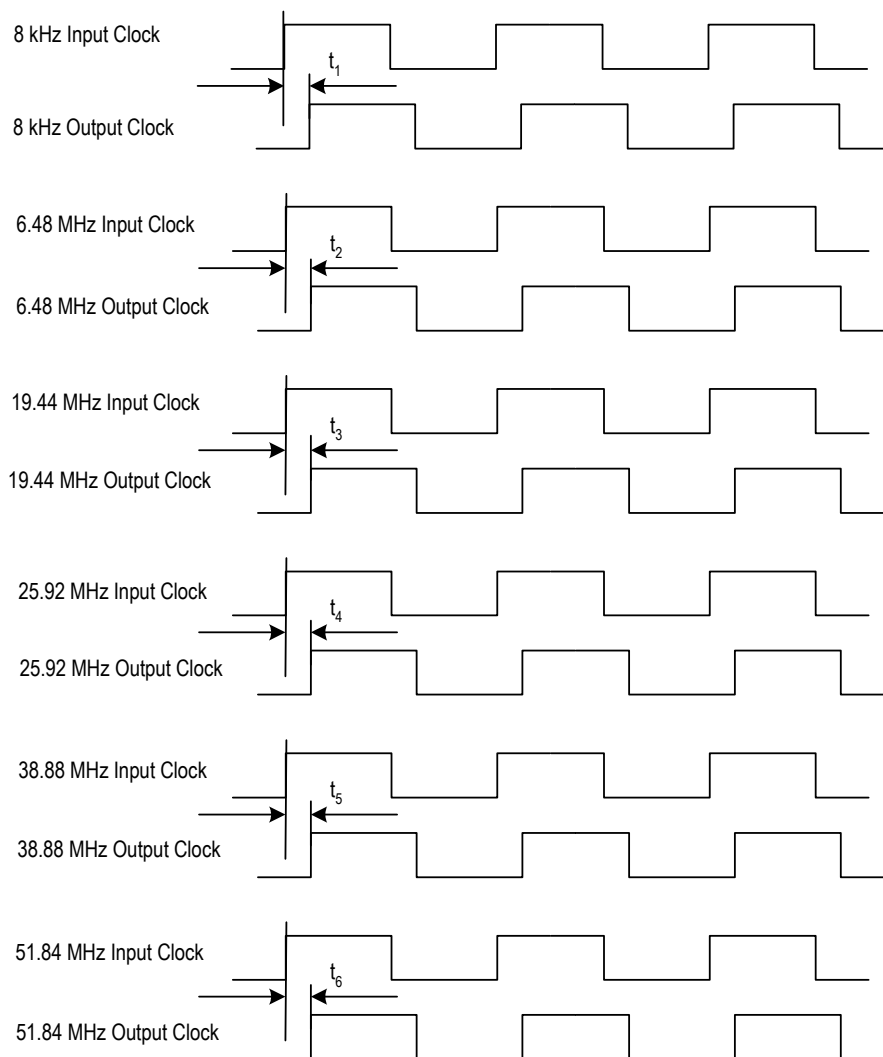 8 kHz Input Clock
t1
8 kHz Output Clock
6.48 MHz Input Clock
t2
6.48 MHz Output Clock
19.44 MHz Input Clock
t3
19.44 MHz Output Clock
25.92 MHz Input Clock
t4
25.92 MHz Output Clock
38.88 MHz Input Clock
t5
38.88 MHz Output Clock
51.84 MHz Input Clock
t6
51.84 MHz Output Clock